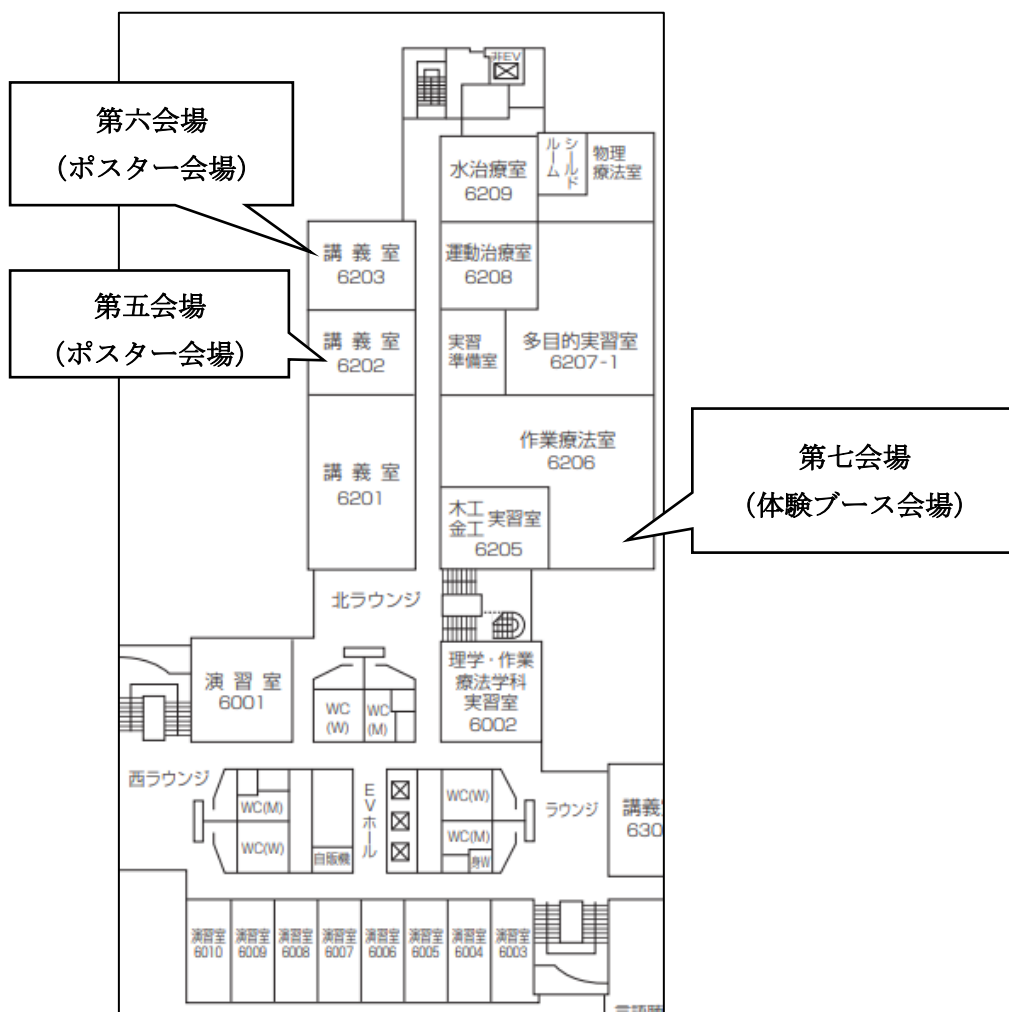 非EV
第六会場
（ポスター会場）
水治療室
6209
シールド
ルーム
物理
療法室
講義室
6203
運動治療室
6208
第五会場
（ポスター会場）
講義室
6202
実習
準備室
多目的実習室
6207-1
作業療法室
6206
第七会場
（体験ブース会場）
講義室
6201
木工
金工
実習室
6205
北ラウンジ
演習室
6001
WC
(W)
WC
(M)
理学・作業
療法学科
実習室
6002
西ラウンジ
WC(M)
WC(W)
自販機
EVホール
WC(W)
WC(M)
身W
ラウンジ
講義
630
演習室
6010
演習室
6009
演習室
6008
演習室
6007
演習室
6006
演習室
6005
演習室
6004
演習室
6003